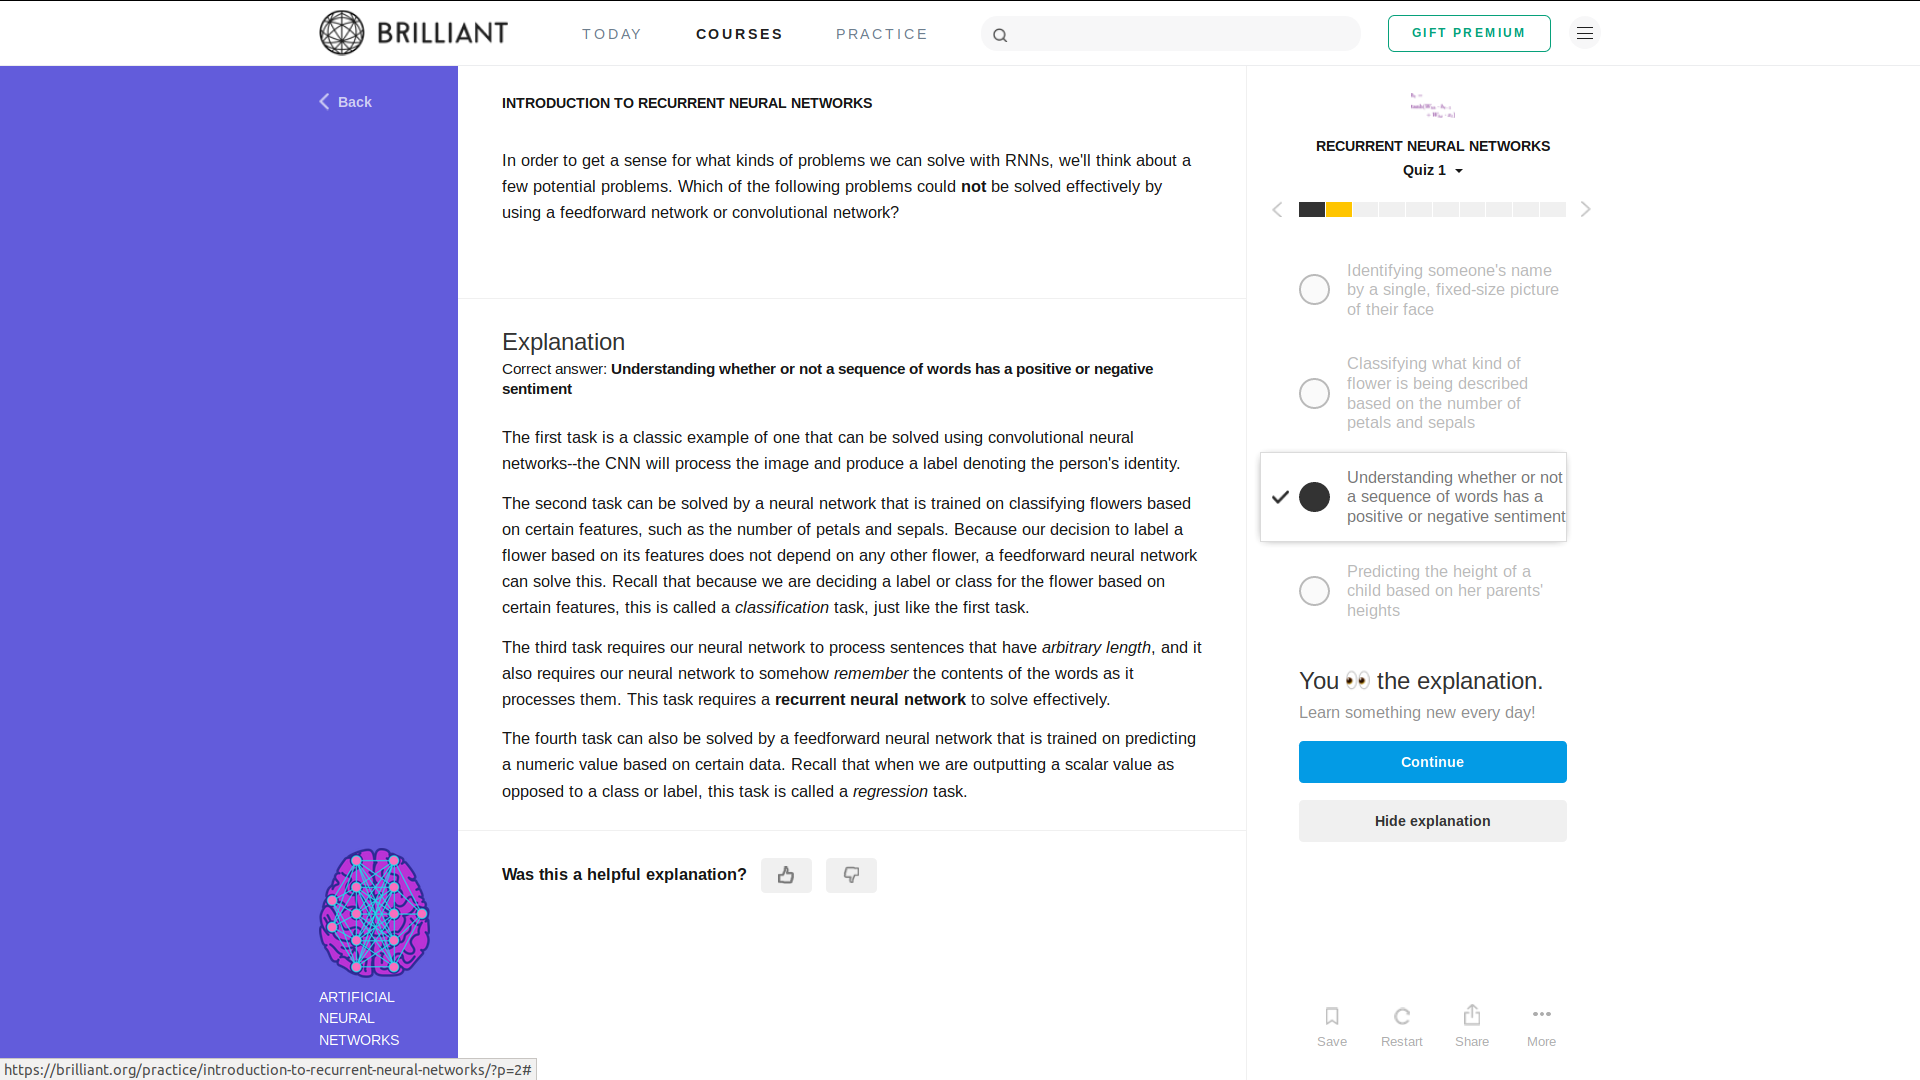 BRILLIANT
TODAY
COURSES
PRACTICE
GIFT PREMIUM
Back
INTRODUCTION TO RECURRENT NEURAL NETWORKS
In order to get a sense for what kinds of problems we can solve with RNNs, we'll think about a
few potential problems. Which of the following problems could not be solved effectively by
using a feedforward network or convolutional network?
Explanation
Correct answer: Understanding whether or not a sequence of words has a positive or negative
sentiment
The first task is a classic example of one that can be solved using convolutional neural
networks--the CNN will process the image and produce a label denoting the person's identity.
The second task can be solved by a neural network that is trained on classifying flowers based
on certain features, such as the number of petals and sepals. Because our decision to label a
flower based on its features does not depend on any other flower, a feedforward neural network
can solve this. Recall that because we are deciding a label or class for the flower based on
certain features, this is called a classification task, just like the first task.
The third task requires our neural network to process sentences that have arbitrary length, and it
also requires our neural network to somehow remember the contents of the words as it
processes them. This task requires a recurrent neural network to solve effectively.
The fourth task can also be solved by a feedforward neural network that is trained on predicting
a numeric value based on certain data. Recall that when we are outputting a scalar value as
opposed to a class or label, this task is called a regression task.
Was this a helpful explanation?
RECURRENT NEURAL NETWORKS
Quiz 1
Identifying someone's name
by a single, fixed-size picture
of their face
Classifying what kind of
flower is being described
based on the number of
petals and sepals
Understanding whether or not
a sequence of words has a
positive or negative sentiment
Predicting the height of a
child based on her parents'
heights
You 👀 the explanation.
Learn something new every day!
Continue
Hide explanation
Save
Restart
Share
More
ARTIFICIAL
NEURAL
NETWORKS
https://brilliant.org/practice/introduction-to-recurrent-neural-networks/?p=2#